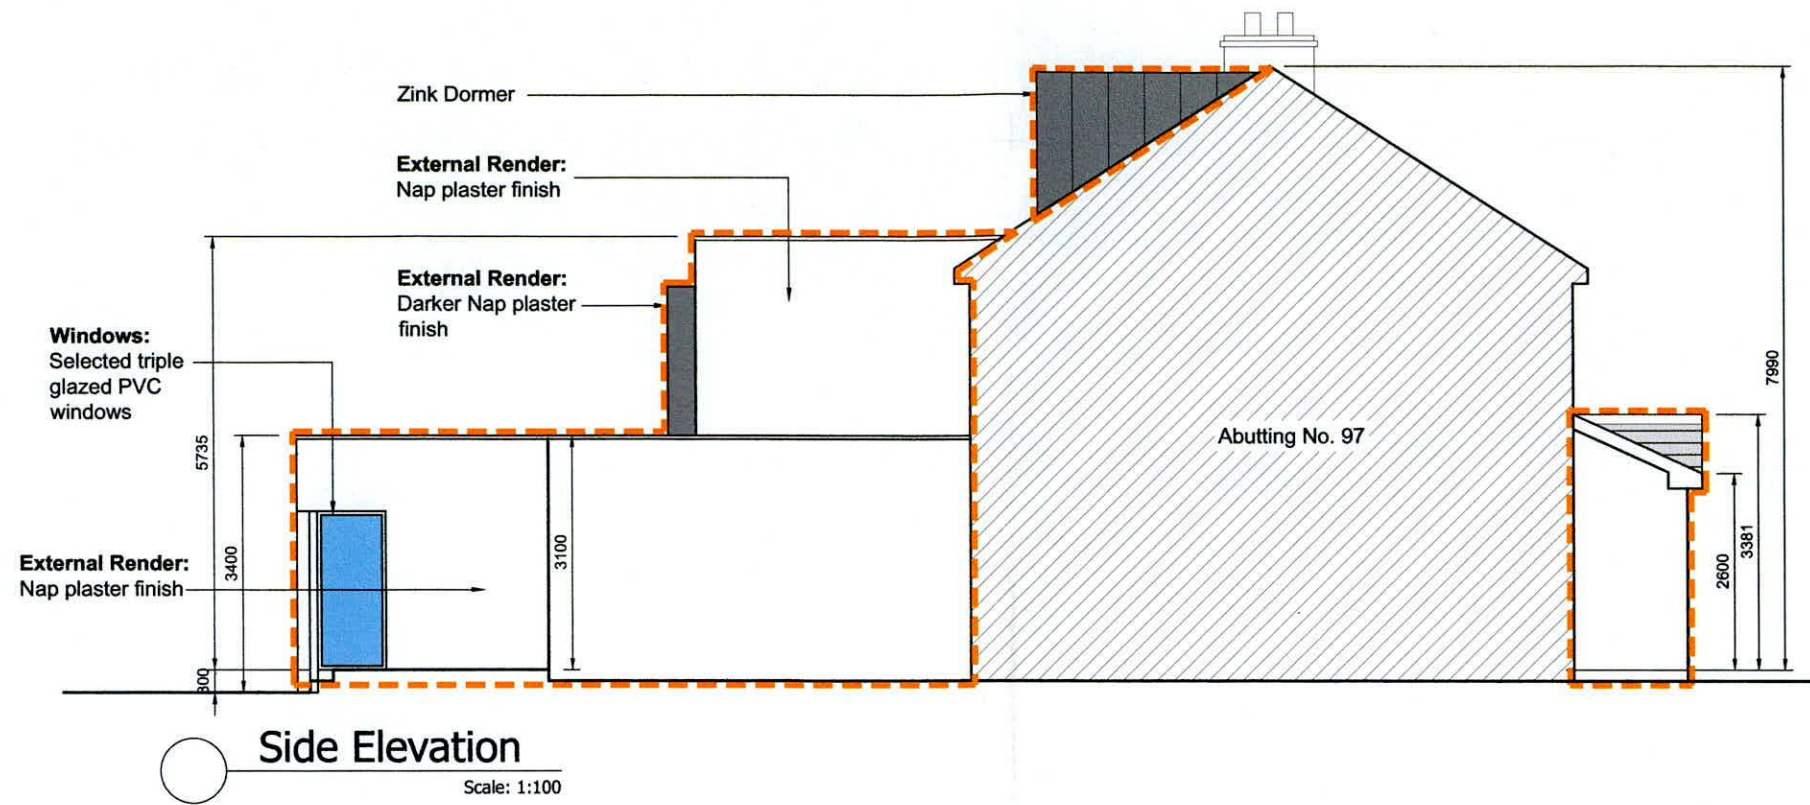 Zink Dormer
External Render:
Nap plaster finish
External Render:
Darker Nap plaster
finish
Windows:
Selected triple
glazed PVC
windows
External Render:
Nap plaster finish
5735
3400
300
3100
Abutting No. 97
7990
3381
2600
Side Elevation
Scale: 1:100